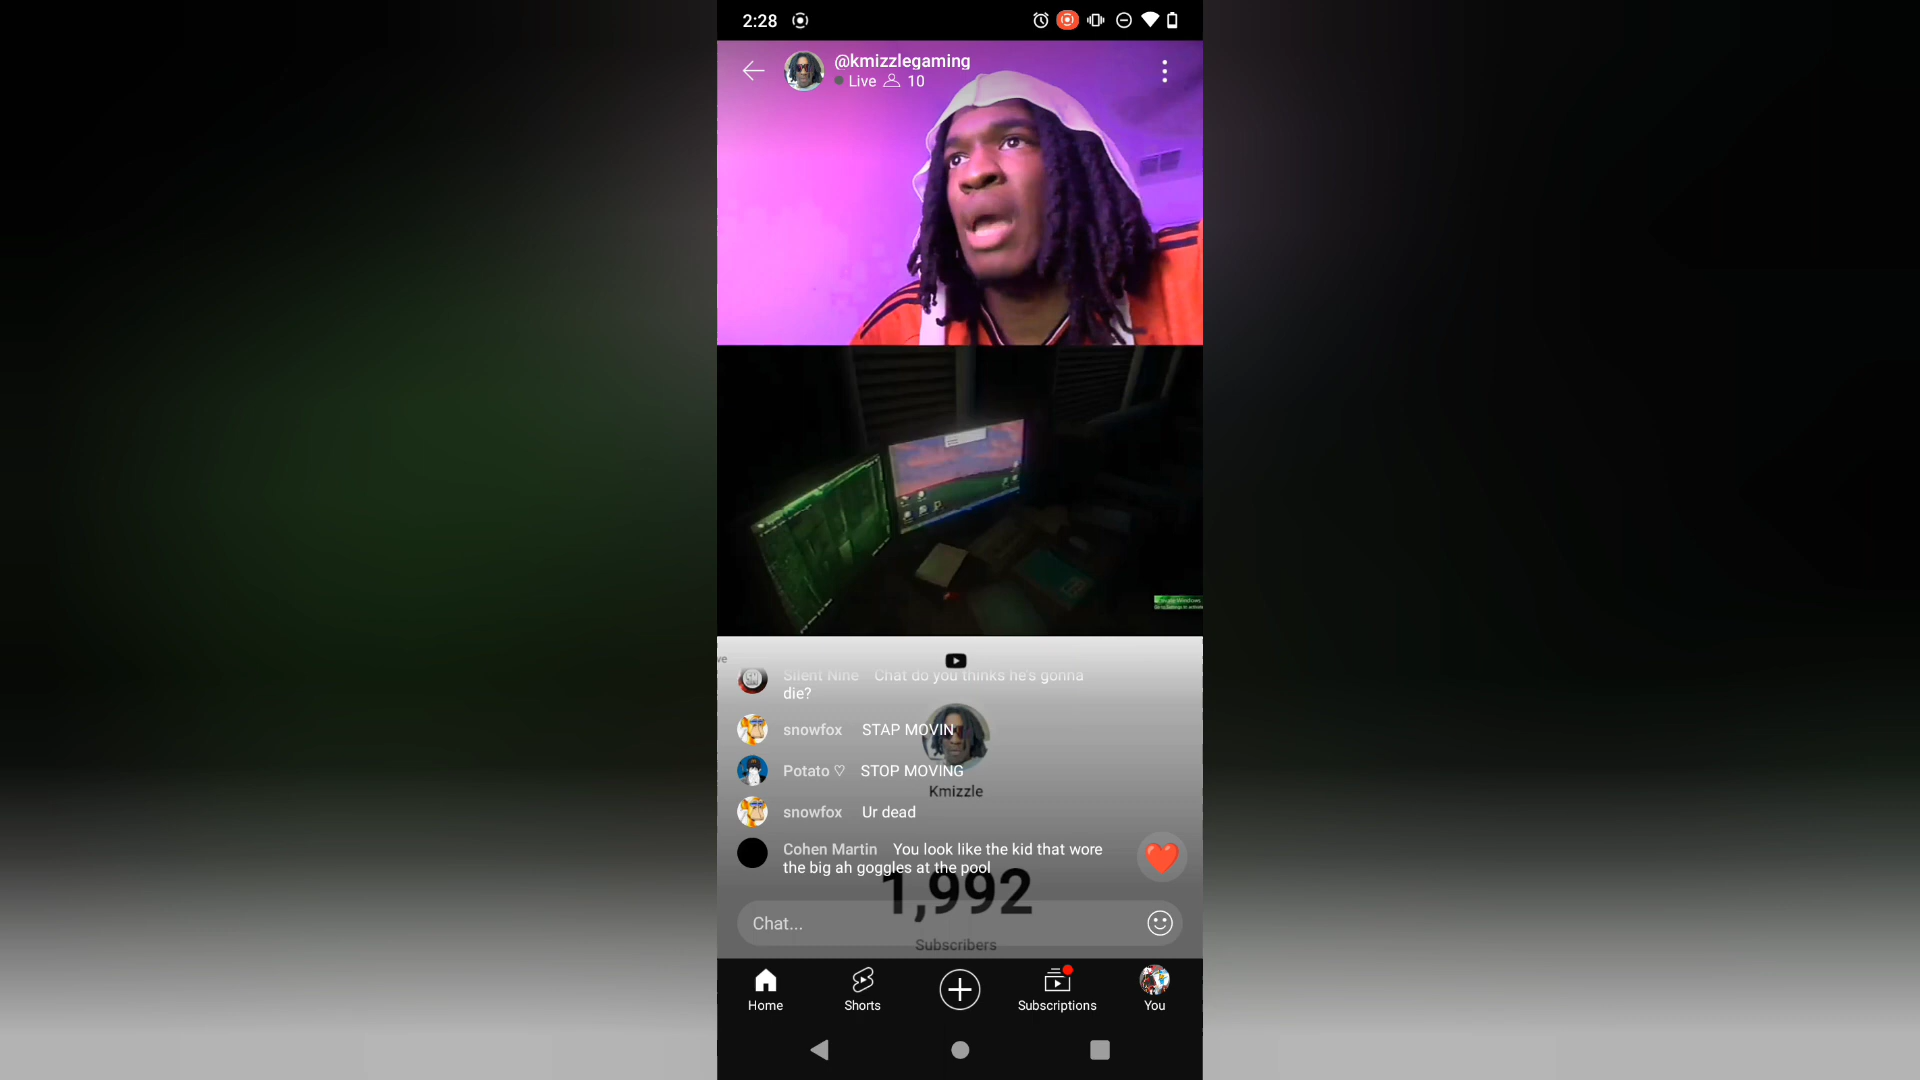 2:28
@kmizzlegaming
Live 10
Silent Nine Chat do you thinks he's gonna
die?
snowfox STAP MOVIN
Potato ♡ STOP MOVING
Kmizzle
snowfox Ur dead
Cohen Martin You look like the kid that wore
the big ah goggles at the pool
1,992
Chat...
Subscribers
Home Shorts Subscriptions You